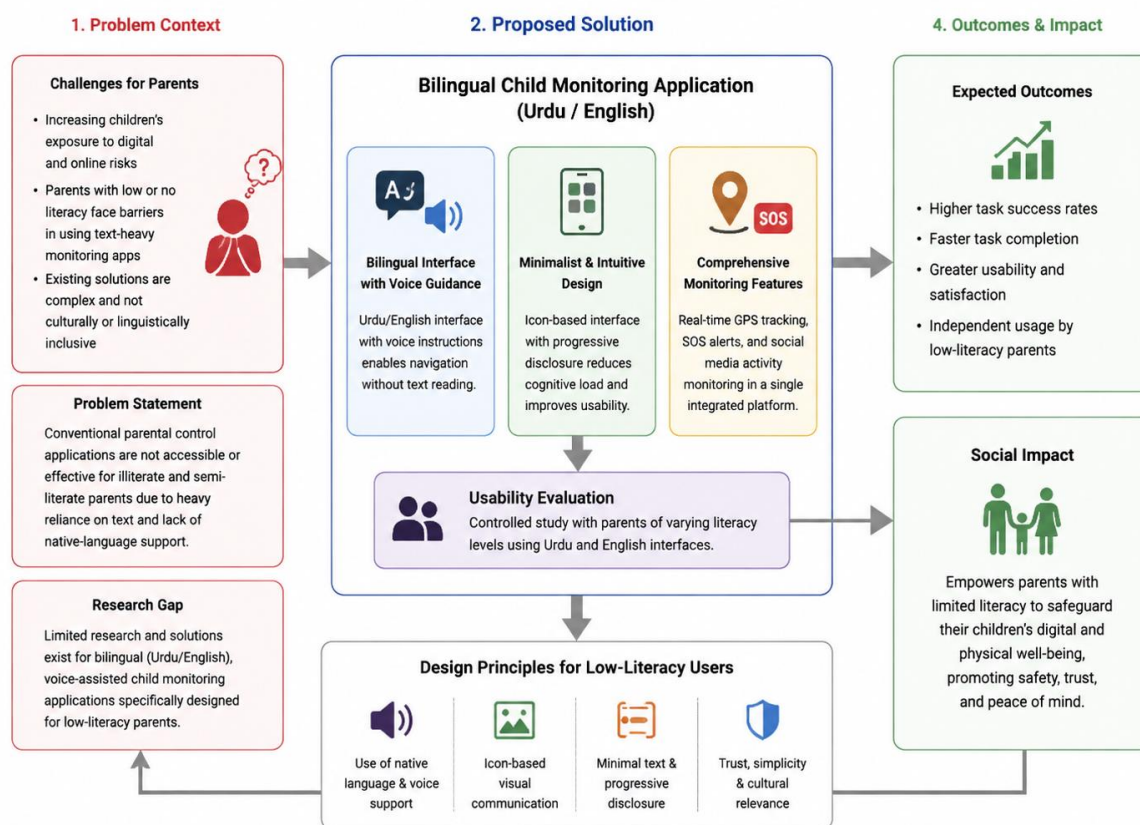 1. Problem Context
Challenges for Parents
• Increasing children's
exposure to digital
and online risks
• Parents with low or no
literacy face barriers
in using text-heavy
monitoring apps
• Existing solutions are
complex and not
culturally or linguistically
inclusive
?
Problem Statement
Conventional parental control
applications are not accessible or
effective for illiterate and semi-
literate parents due to heavy
reliance on text and lack of
native-language support.
Research Gap
Limited research and solutions
exist for bilingual (Urdu/English),
voice-assisted child monitoring
applications specifically designed
for low-literacy parents.
2. Proposed Solution
Bilingual Child Monitoring Application
(Urdu / English)
A
Bilingual Interface
with Voice Guidance
Urdu/English interface
with voice instructions
enables navigation
without text reading.
Minimalist & Intuitive
Design
Icon-based interface
with progressive
disclosure reduces
cognitive load and
improves usability.
SOS
Comprehensive
Monitoring Features
Real-time GPS tracking,
SOS alerts, and social
media activity
monitoring in a single
integrated platform.
Usability Evaluation
Controlled study with parents of varying literacy
levels using Urdu and English interfaces.
Design Principles for Low-Literacy Users
Use of native
language & voice
support
Icon-based
visual
communication
Minimal text &
progressive
disclosure
Trust, simplicity
& cultural
relevance
4. Outcomes & Impact
Expected Outcomes
• Higher task success rates
• Faster task completion
• Greater usability and
satisfaction
• Independent usage by
low-literacy parents
Social Impact
Empowers parents with
limited literacy to safeguard
their children's digital and
physical well-being,
promoting safety, trust,
and peace of mind.